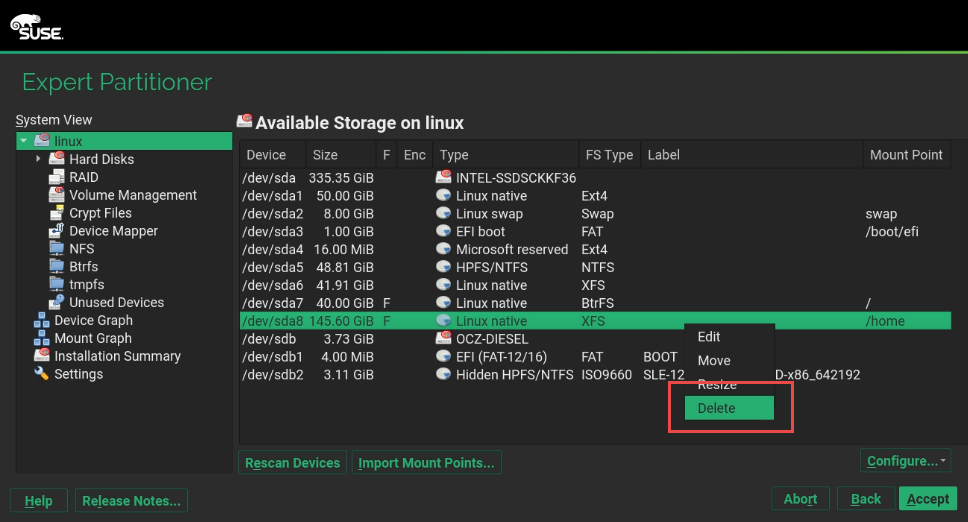 SUSE.
Expert Partitioner
System View
linux
Hard Disks
RAID
Volume Management
Crypt Files
Device Mapper
NFS
Btrfs
tmpfs
Unused Devices
Device Graph
Mount Graph
Installation Summary
Settings
Available Storage on linux
Device Size F Enc Type FS Type Label Mount Point
/dev/sda 335.35 GiB INTEL-SSDSCKKF36
/dev/sda1 50.00 GiB Linux native Ext4
/dev/sda2 8.00 GiB Linux swap Swap swap
/dev/sda3 1.00 GiB EFI boot FAT /boot/efi
/dev/sda4 16.00 MiB Microsoft reserved Ext4
/dev/sda5 48.81 GiB HPFS/NTFS NTFS
/dev/sda6 41.91 GiB Linux native XFS
/dev/sda7 40.00 GiB F Linux native BtrFS /
/dev/sda8 145.60 GiB F Linux native XFS /home
/dev/sdb 3.73 GiB OCZ-DIESEL
/dev/sdb1 4.00 MiB EFI (FAT-12/16) FAT BOOT
/dev/sdb2 3.11 GiB Hidden HPFS/NTFS ISO9660 SLE-12 D-x86_642192
Edit
Move
Resize
Delete
Rescan Devices Import Mount Points... Configure...
Help Release Notes... Abort Back Accept